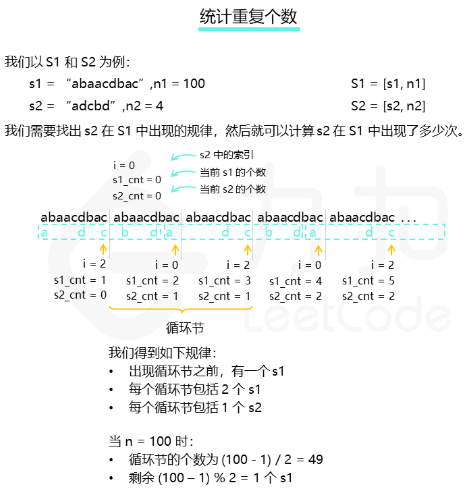 统计重复个数
我们以 S1 和 S2 为例：
s1 = “abaacdbac”,n1 = 100 S1 = [s1, n1]
s2 = “adcbd”,n2 = 4 S2 = [s2, n2]
我们需要找出 s2 在 S1 中出现的规律，然后就可以计算 s2 在 S1 中出现了多少次。
i = 0 s2 中的索引
s1_cnt = 0 当前 s1 的个数
s2_cnt = 0 当前 s2 的个数
abaacdbac abaacdbac abaacdbac abaacdbac abaacdbac ...
a d c b d a d c b d a d c
i = 2 i = 0 i = 2 i = 0 i = 2
s1_cnt = 1 s1_cnt = 2 s1_cnt = 3 s1_cnt = 4 s1_cnt = 5
s2_cnt = 0 s2_cnt = 1 s2_cnt = 1 s2_cnt = 2 s2_cnt = 2
循环节
力扣
LeetCode
我们得到如下规律：
• 出现循环节之前，有一个 s1
• 每个循环节包括 2 个 s1
• 每个循环节包括 1 个 s2
当 n = 100 时：
• 循环节的个数为 (100 - 1) / 2 = 49
• 剩余 (100 – 1) % 2 = 1 个 s1